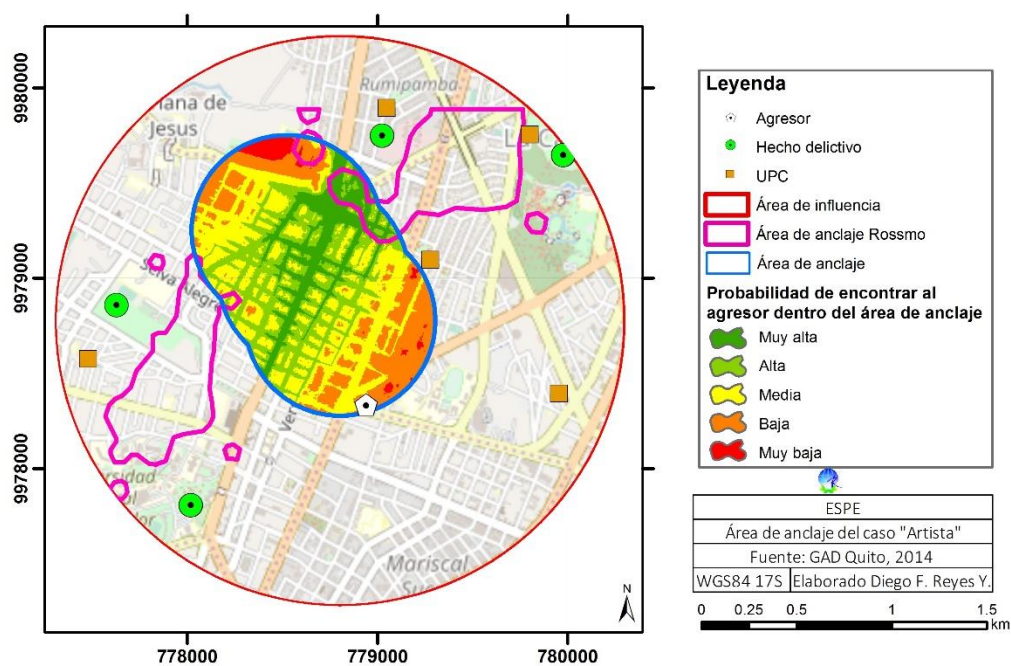 9980000
9979000
9978000
778000
779000
780000
Rumipamba
iana de
Jesus
Selva Alegre
Ver
Mariscal
N
Leyenda
Agresor
Hecho delictivo
UPC
Área de influencia
Área de anclaje Rossmo
Área de anclaje
Probabilidad de encontrar al
agresor dentro del área de anclaje
Muy alta
Alta
Media
Baja
Muy baja
ESPE
Área de anclaje del caso "Artista"
Fuente: GAD Quito, 2014
WGS84 17S Elaborado Diego F. Reyes Y.
0 0.25 0.5 1 1.5
km